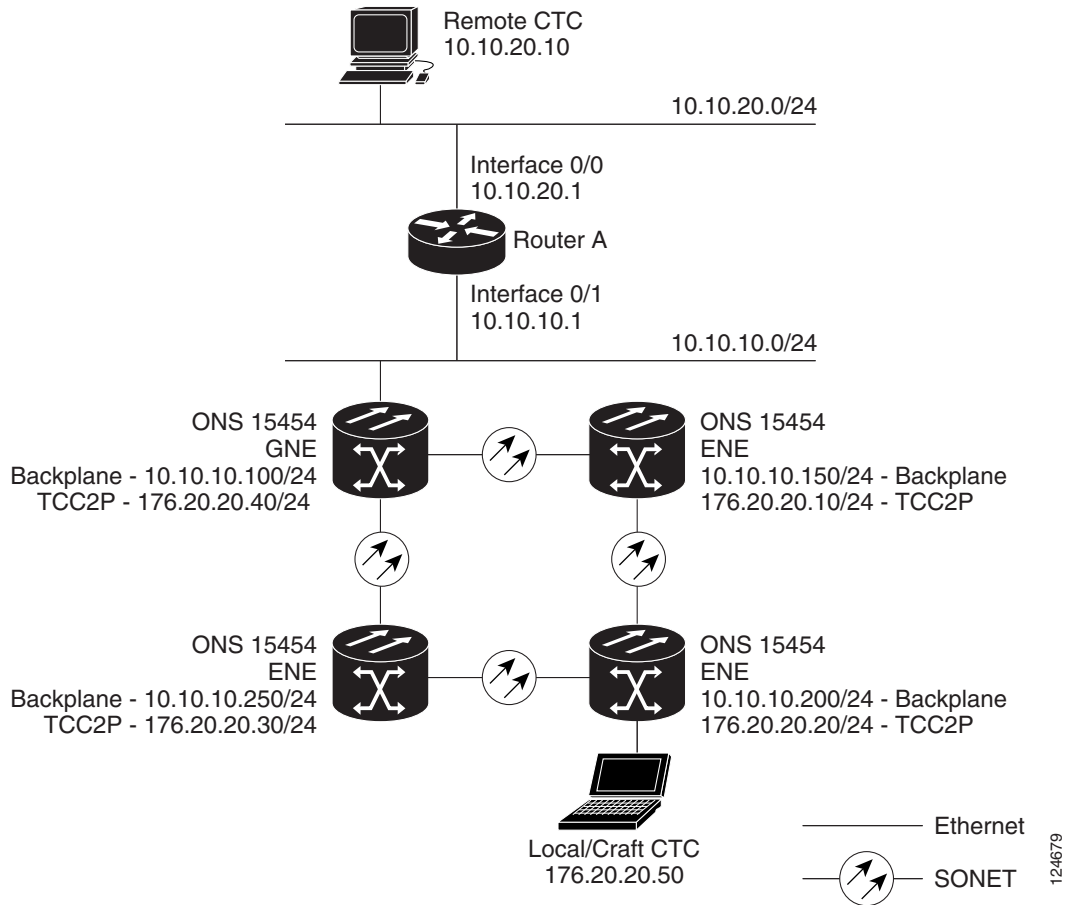 Remote CTC
10.10.20.10
10.10.20.0/24
Interface 0/0
10.10.20.1
Router A
Interface 0/1
10.10.10.1
10.10.10.0/24
ONS 15454
GNE
Backplane - 10.10.10.100/24
TCC2P - 176.20.20.40/24
ONS 15454
ENE
10.10.10.150/24 - Backplane
176.20.20.10/24 - TCC2P
ONS 15454
ENE
Backplane - 10.10.10.250/24
TCC2P - 176.20.20.30/24
ONS 15454
ENE
10.10.10.200/24 - Backplane
176.20.20.20/24 - TCC2P
Local/Craft CTC
176.20.20.50
Ethernet
SONET
124679